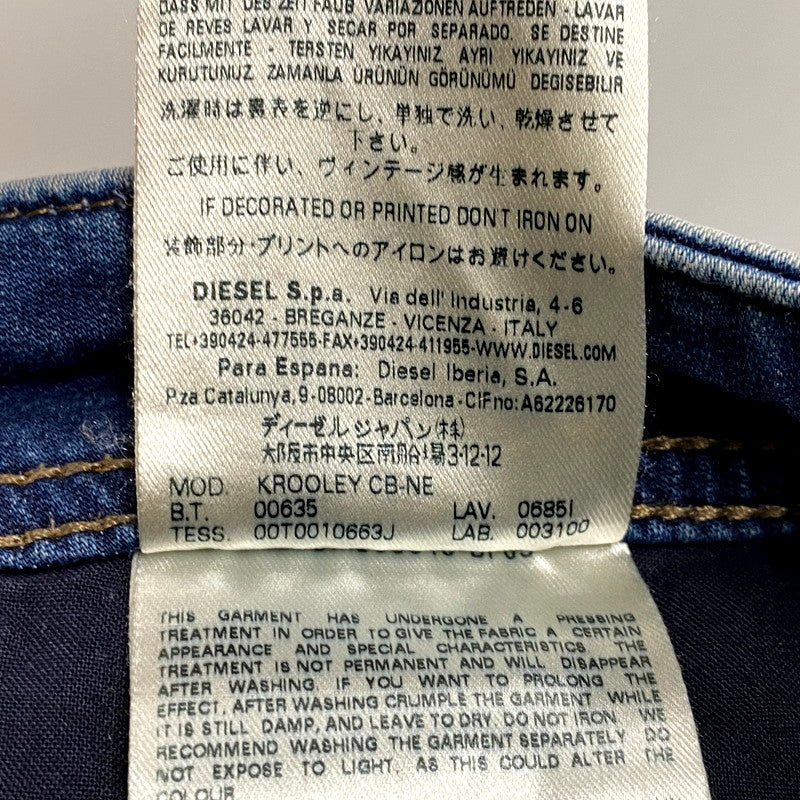 DASS MIT DES ZEIT FAUB VARIAZIONEN AUFTREDEN - LAVAR
DE REVES LAVAR Y SECAR POR SEPARADO. SE DESTINE
FACILMENTE - TERSTEN YIKAYINIZ AYRI YIKAYINIZ VE
KURUTUNUZ ZAMANLA ÜRÜNÜN GÖRÜNÜMÜ DEGISEBILIR
洗濯時は裏表を逆にし、単独で洗い、乾燥させて
下さい。
ご使用に伴い、ヴィンテージ感が生まれます。
IF DECORATED OR PRINTED DON'T IRON ON
装飾部分・プリントへのアイロンはお避けください。
DIESEL S.p.a. Via dell' Industria, 4-6
36042 - BREGANZE - VICENZA - ITALY
TEL+390424-477555-FAX+390424-411955-WWW.DIESEL.COM
Para Espana: Diesel Iberia, S.A.
P.za Catalunya, 9-08002-Barcelona-CIF no: A62226170
ディーゼル ジャパン(株)
大阪市中央区南船場3-12-12
MOD. KROOLEY CB-NE
B.T. 00635 LAV. 0685I
TESS. 00T0010663J LAB. 003100
THIS GARMENT HAS UNDERGONE A PRESSING
TREATMENT IN ORDER TO GIVE THE FABRIC A CERTAIN
APPEARANCE AND SPECIAL CHARACTERISTICS. THE
TREATMENT IS NOT PERMANENT AND WILL DISAPPEAR
AFTER WASHING. IF YOU WANT TO PROLONG THE
EFFECT, AFTER WASHING CRUMPLE THE GARMENT WHILE
IT IS STILL DAMP, AND LEAVE TO DRY. DO NOT IRON WE
RECOMMEND WASHING THE GARMENT SEPARATELY DO
NOT EXPOSE TO LIGHT, AS THIS COULD ALTER THE
COLOUR